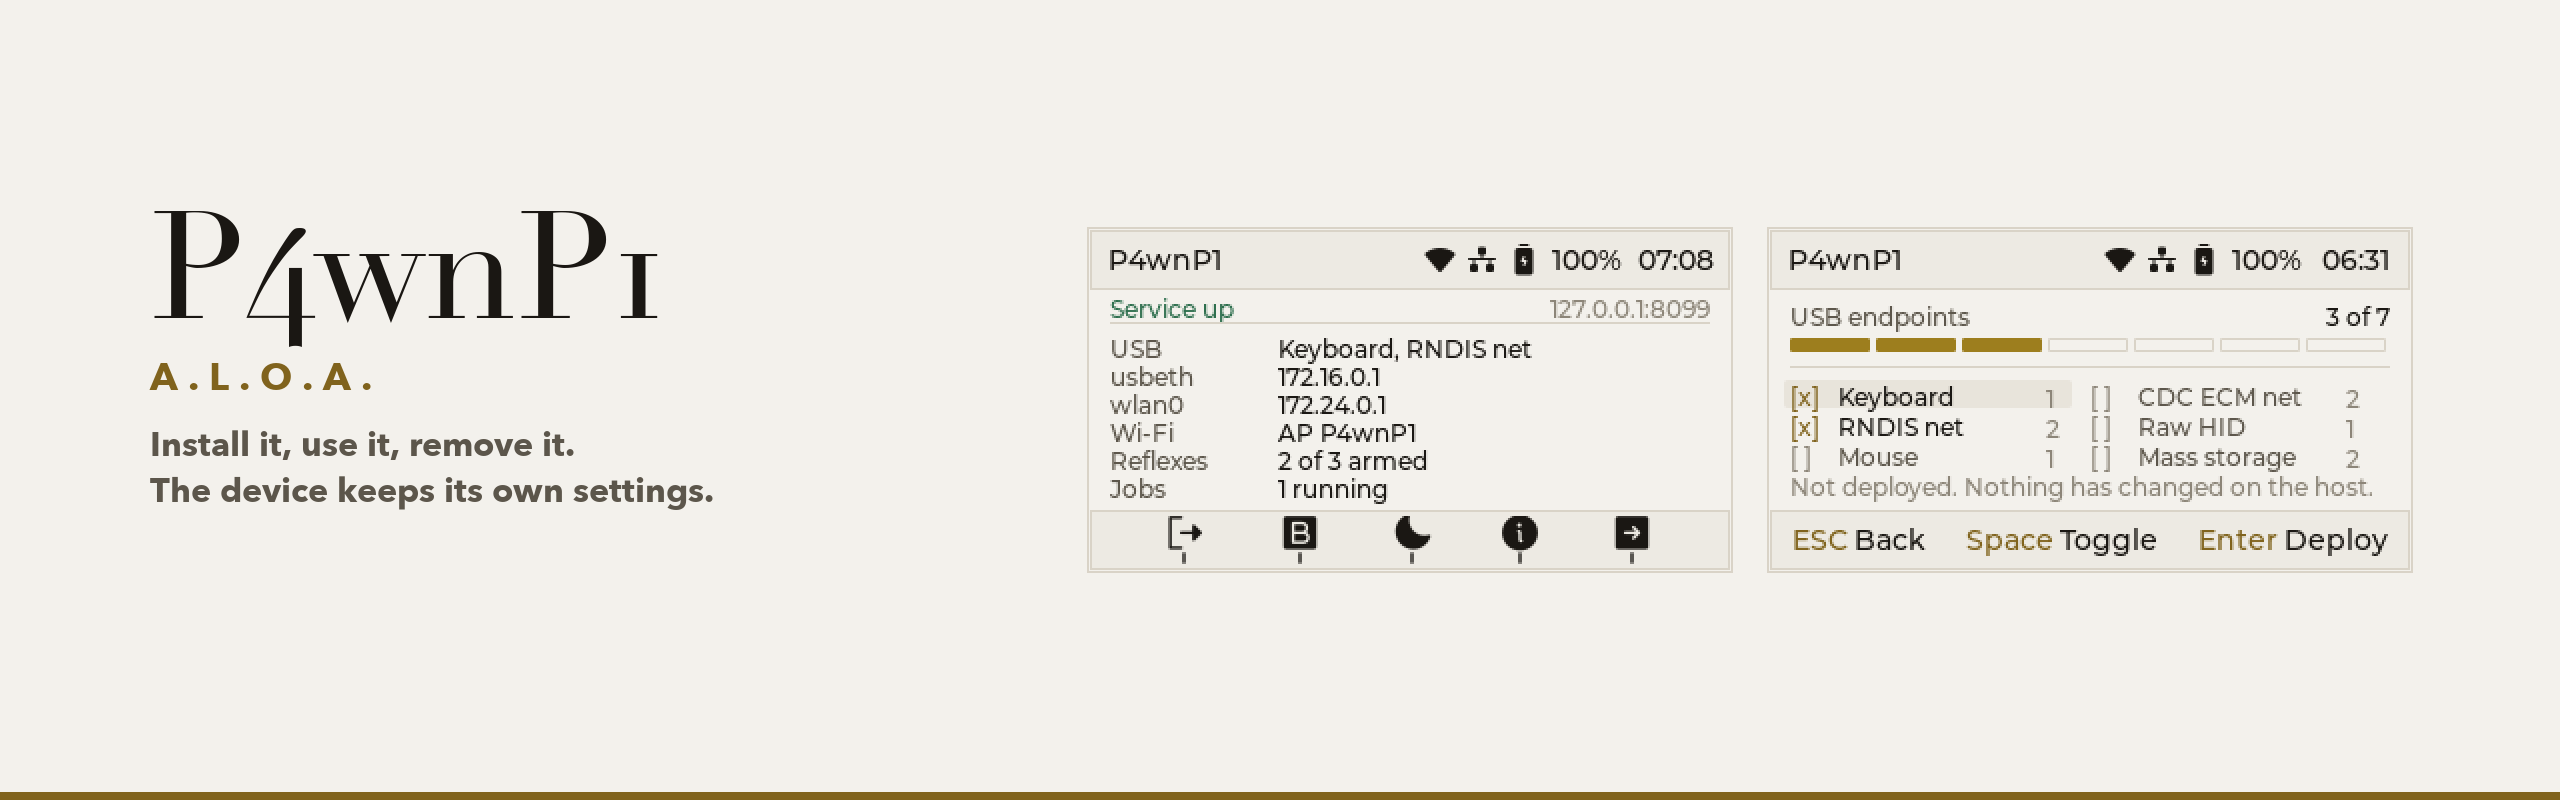 P4wnP1
A.L.O.A.
Install it, use it, remove it.
The device keeps its own settings.
P4wnP1 100% 07:08
Service up 127.0.0.1:8099
USB Keyboard, RNDIS net
usbeth 172.16.0.1
wlan0 172.24.0.1
Wi-Fi AP P4wnP1
Reflexes 2 of 3 armed
Jobs 1 running
B i
P4wnP1 100% 06:31
USB endpoints 3 of 7
[x] Keyboard 1 [ ] CDC ECM net 2
[x] RNDIS net 2 [ ] Raw HID 1
[ ] Mouse 1 [ ] Mass storage 2
Not deployed. Nothing has changed on the host.
ESC Back Space Toggle Enter Deploy